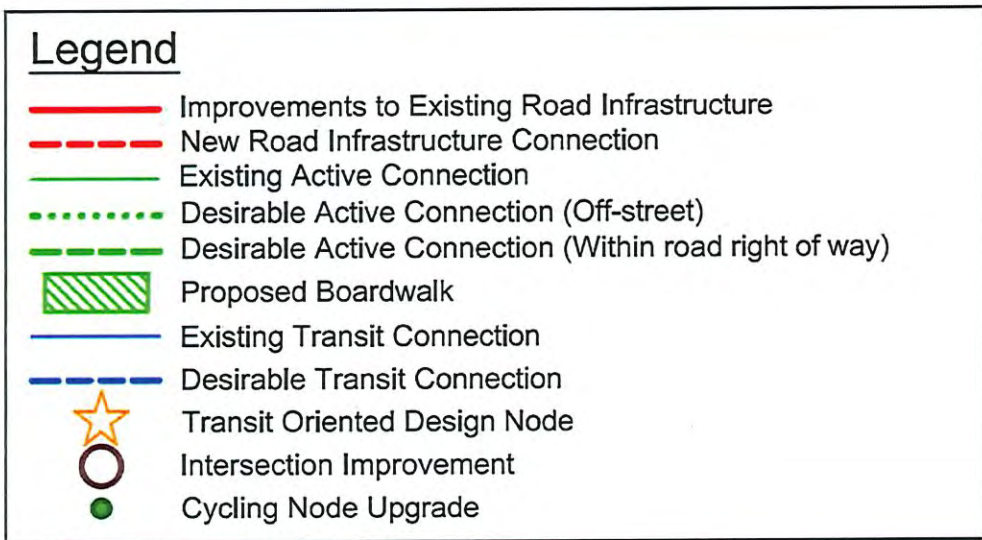 Legend
Improvements to Existing Road Infrastructure
New Road Infrastructure Connection
Existing Active Connection
Desirable Active Connection (Off-street)
Desirable Active Connection (Within road right of way)
Proposed Boardwalk
Existing Transit Connection
Desirable Transit Connection
Transit Oriented Design Node
Intersection Improvement
Cycling Node Upgrade